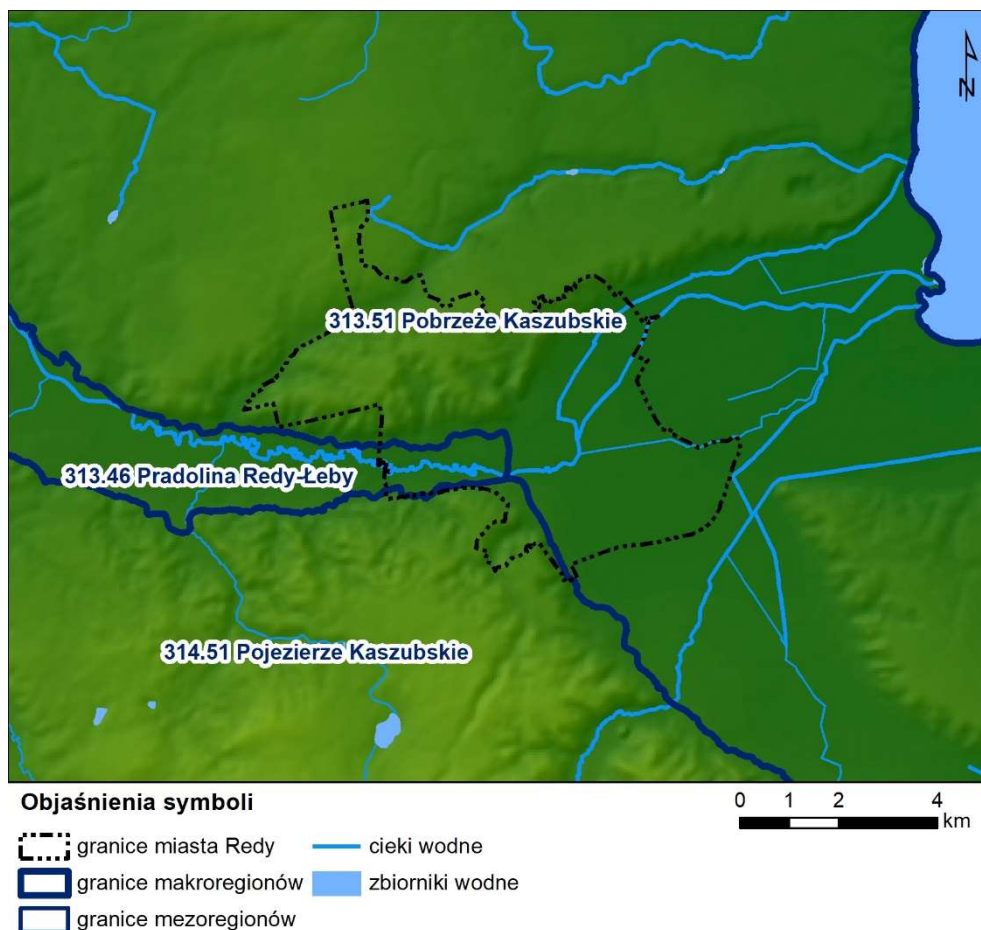 N
313.51 Pobrzeże Kaszubskie
313.46 Pradolina Redy-Łeby
314.51 Pojezierze Kaszubskie
Objaśnienia symboli
granice miasta Redy
granice makroregionów
granice mezoregionów
cieki wodne
zbiorniki wodne
0 1 2 4
km